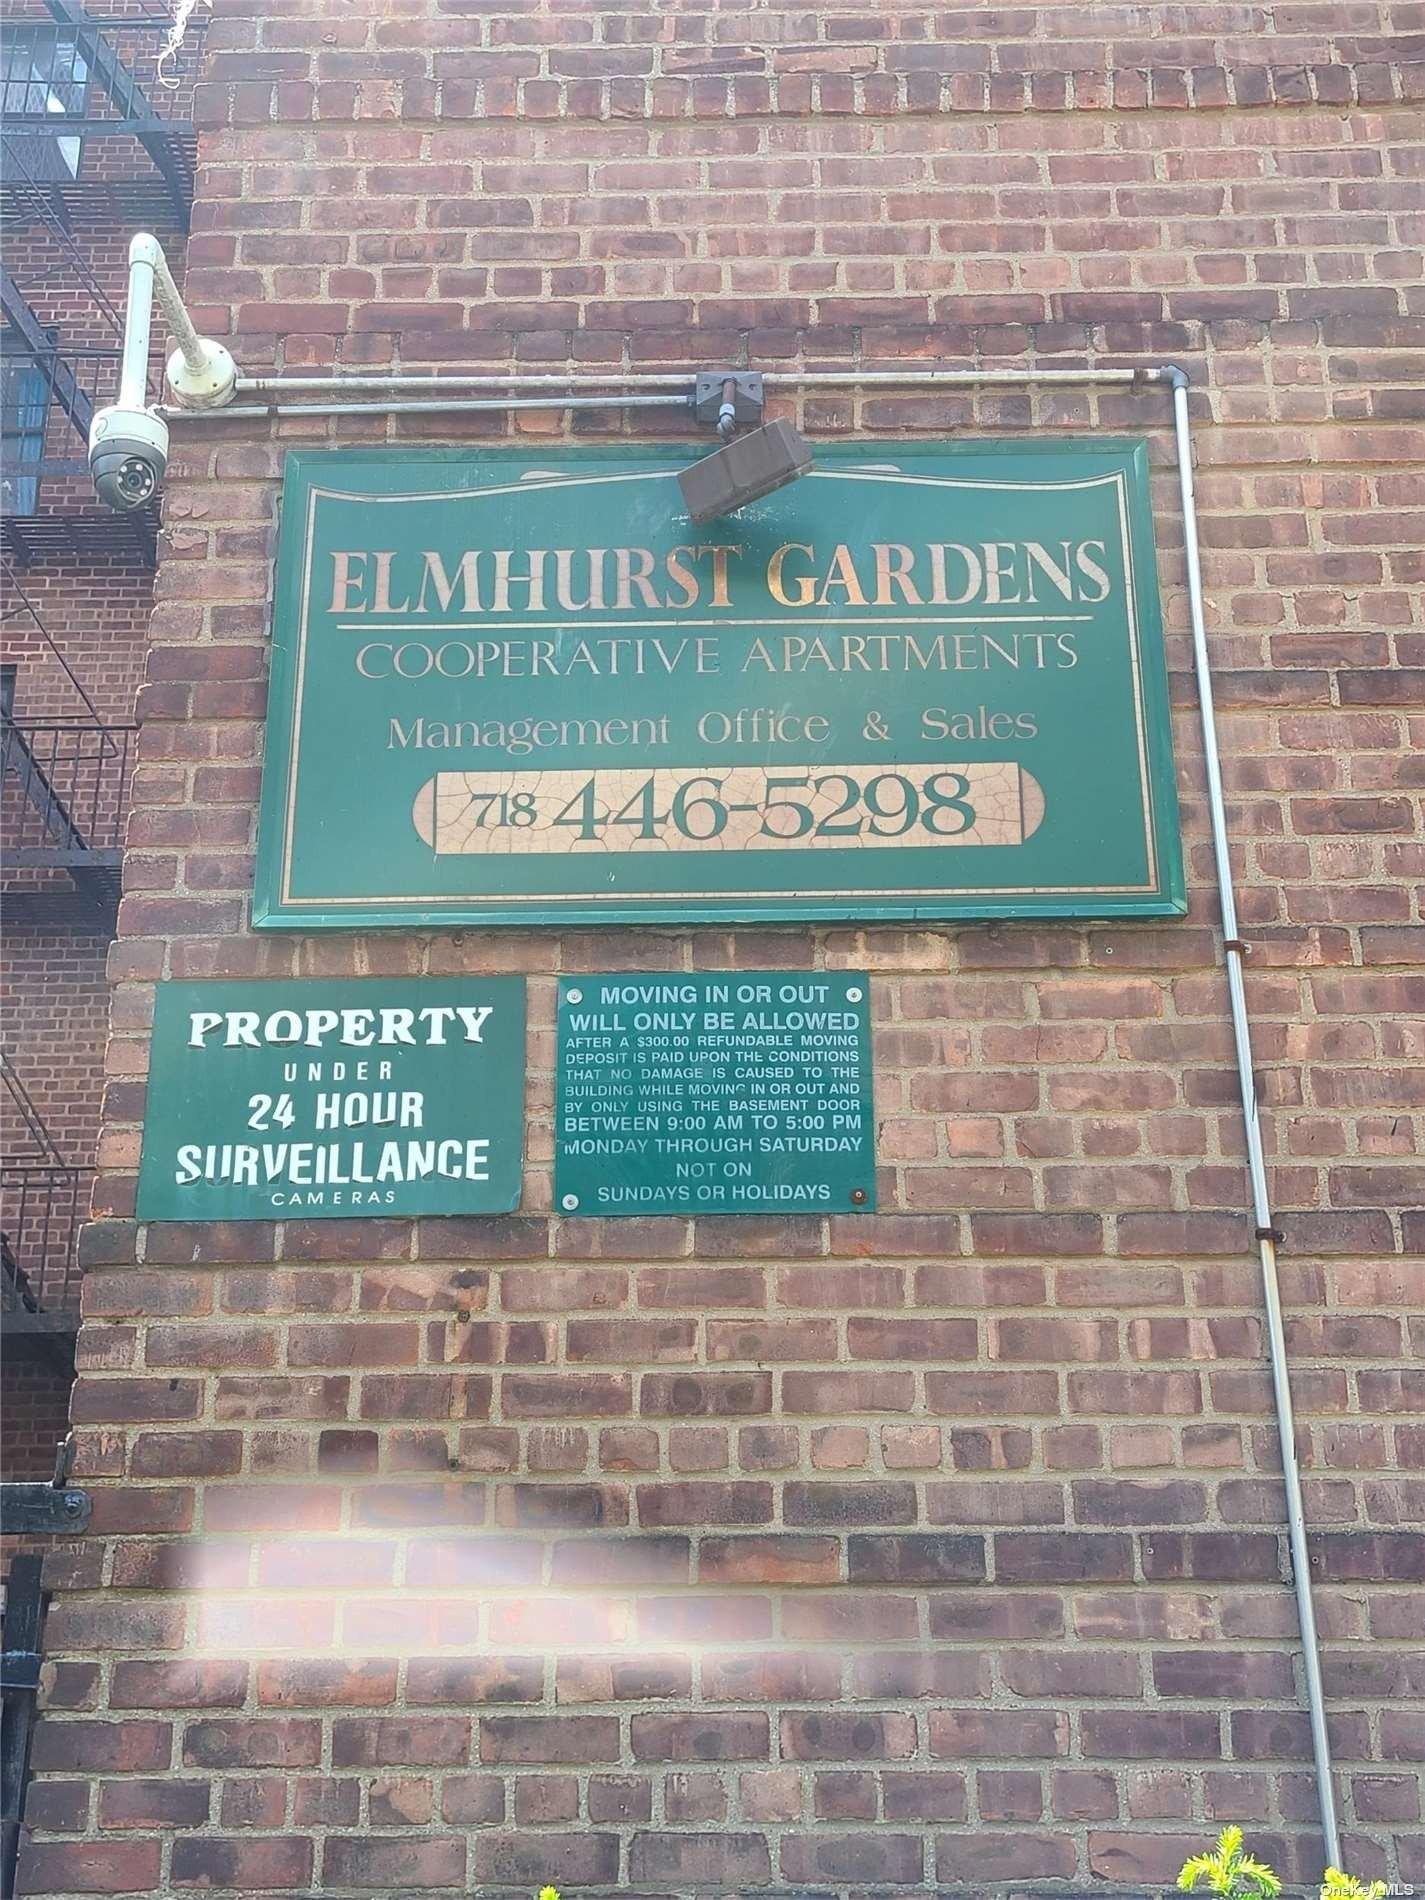 ELMHURST GARDENS
COOPERATIVE APARTMENTS
Management Office & Sales
718 446-5298
PROPERTY
UNDER
24 HOUR
SURVEILLANCE
CAMERAS
MOVING IN OR OUT
WILL ONLY BE ALLOWED
AFTER A $300.00 REFUNDABLE MOVING
DEPOSIT IS PAID UPON THE CONDITIONS
THAT NO DAMAGE IS CAUSED TO THE
BUILDING WHILE MOVING IN OR OUT AND
BY ONLY USING THE BASEMENT DOOR
BETWEEN 9:00 AM TO 5:00 PM
MONDAY THROUGH SATURDAY
NOT ON
SUNDAYS OR HOLIDAYS
OneKey MLS